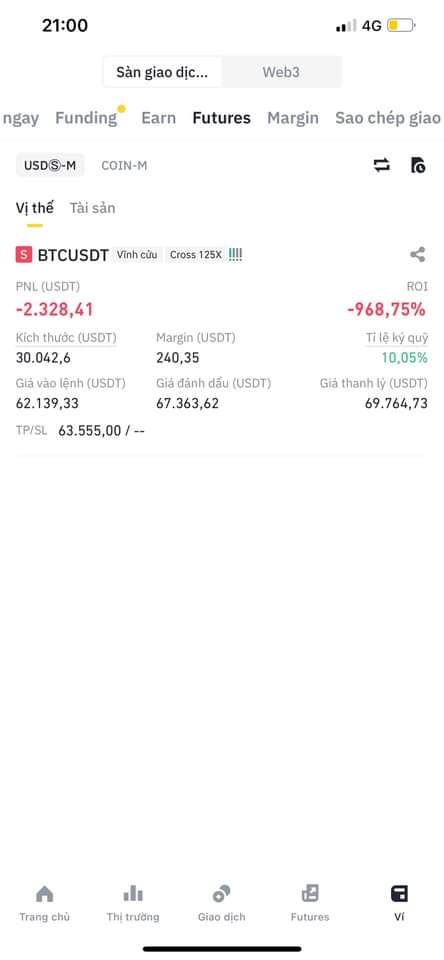 21:00
4G
Sàn giao dịc... Web3
ngay Funding Earn Futures Margin Sao chép giao
USDⓈ-M COIN-M
Vị thế Tài sản
S BTCUSDT Vĩnh cửu Cross 125X !!!!
PNL (USDT) ROI
-2.328,41 -968,75%
Kích thước (USDT) Margin (USDT) Tỉ lệ ký quỹ
30.042,6 240,35 10,05%
Giá vào lệnh (USDT) Giá đánh dấu (USDT) Giá thanh lý (USDT)
62.139,33 67.363,62 69.764,73
TP/SL 63.555,00 / --
Trang chủ Thị trường Giao dịch Futures Ví